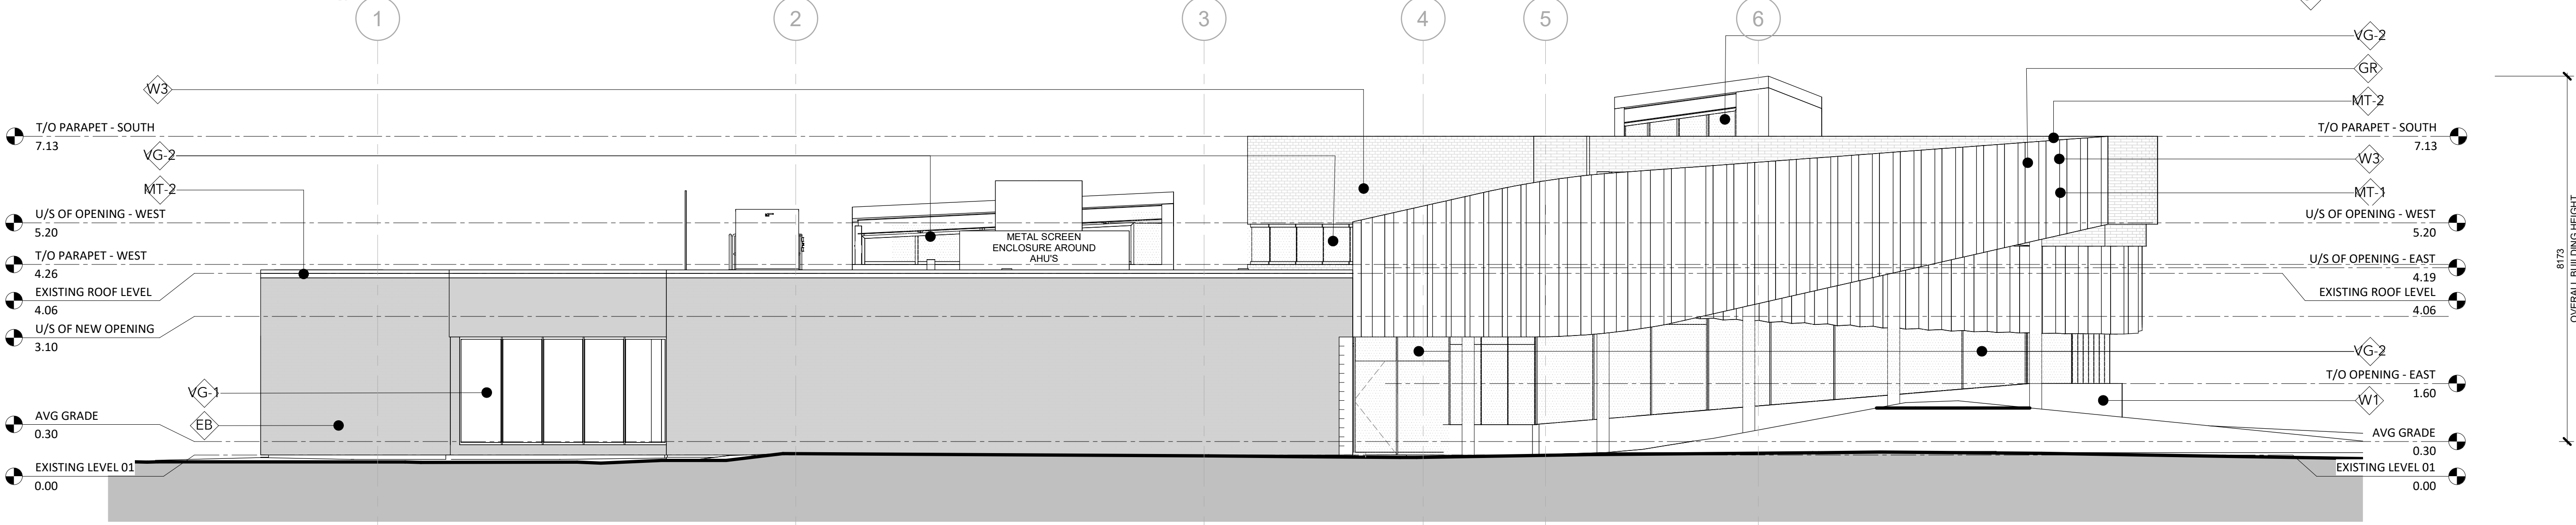 1
2
3
4
5
6
VG-2
GR
MT-2
W3
T/O PARAPET - SOUTH
7.13
T/O PARAPET - SOUTH
7.13
VG-2
W3
MT-2
MT-1
U/S OF OPENING - WEST
5.20
U/S OF OPENING - WEST
5.20
METAL SCREEN
ENCLOSURE AROUND
AHU'S
T/O PARAPET - WEST
4.26
U/S OF OPENING - EAST
4.19
EXISTING ROOF LEVEL
4.06
EXISTING ROOF LEVEL
4.06
U/S OF NEW OPENING
3.10
VG-2
T/O OPENING - EAST
1.60
VG-1
W1
EB
AVG GRADE
0.30
AVG GRADE
0.30
EXISTING LEVEL 01
0.00
EXISTING LEVEL 01
0.00
8173
OVERALL BUILDING HEIGHT